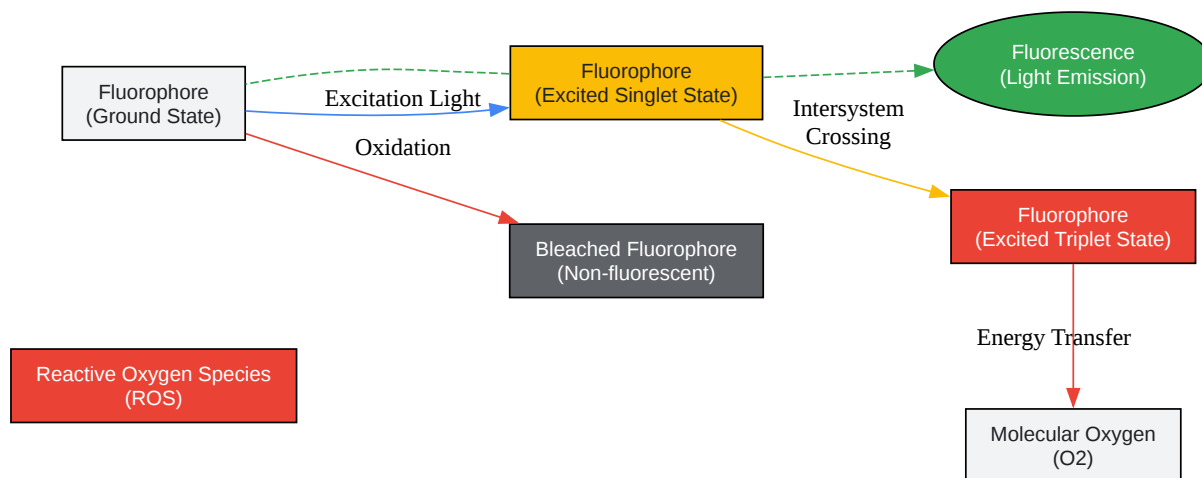 Fluorescence
(Light Emission)
Fluorophore
(Excited Singlet State)
Fluorophore
(Ground State)
Excitation Light
Intersystem
Crossing
Oxidation
Fluorophore
(Excited Triplet State)
Bleached Fluorophore
(Non-fluorescent)
Energy Transfer
Reactive Oxygen Species
(ROS)
Molecular Oxygen
(O2)